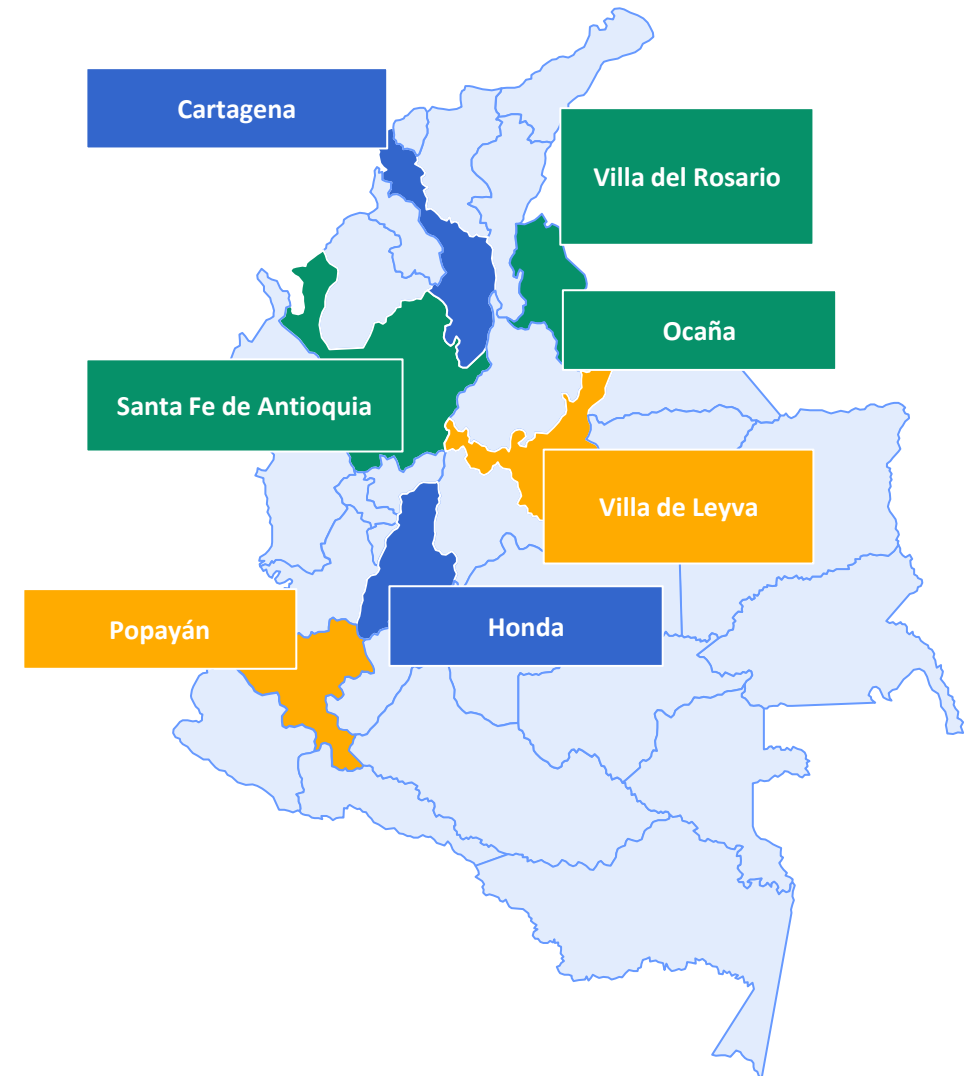 Cartagena
Villa del Rosario
Ocaña
Santa Fe de Antioquia
Villa de Leyva
Popayán
Honda